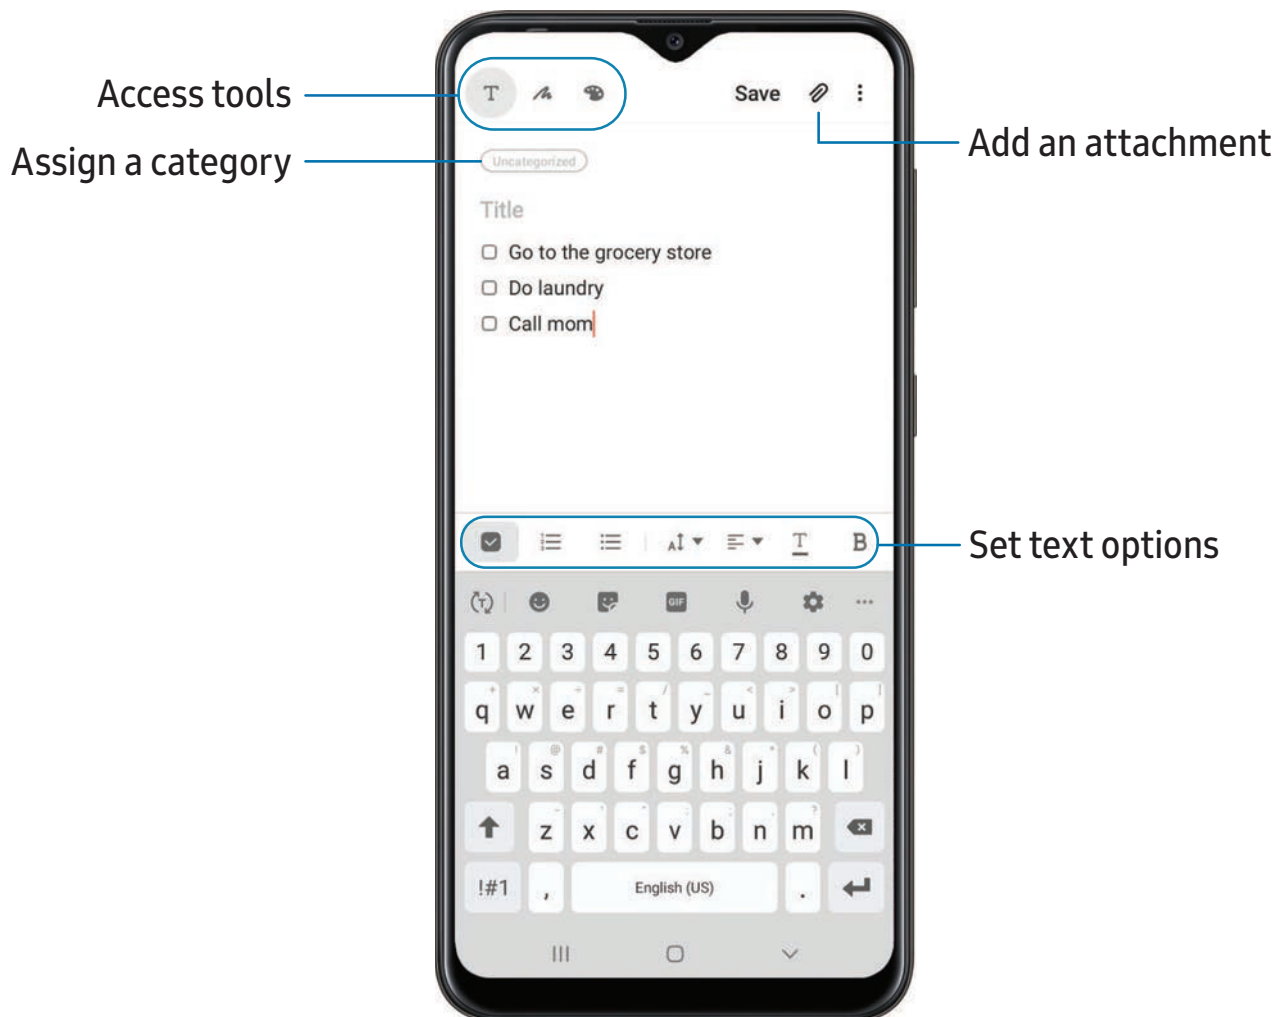 Access tools
T
Save
Add an attachment
Assign a category
Uncategorized
Title
Go to the grocery store
Do laundry
Call mom
A
T
B
Set text options
T
GIF
1 2 3 4 5 6 7 8 9 0
q w e r t y u i o p
a s d f g h j k l
z x c v b n m
!#1 , English (US) .